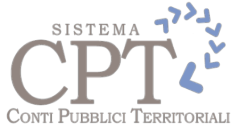 SISTEMA
CPT
CONTI PUBBLICI TERRITORIALI